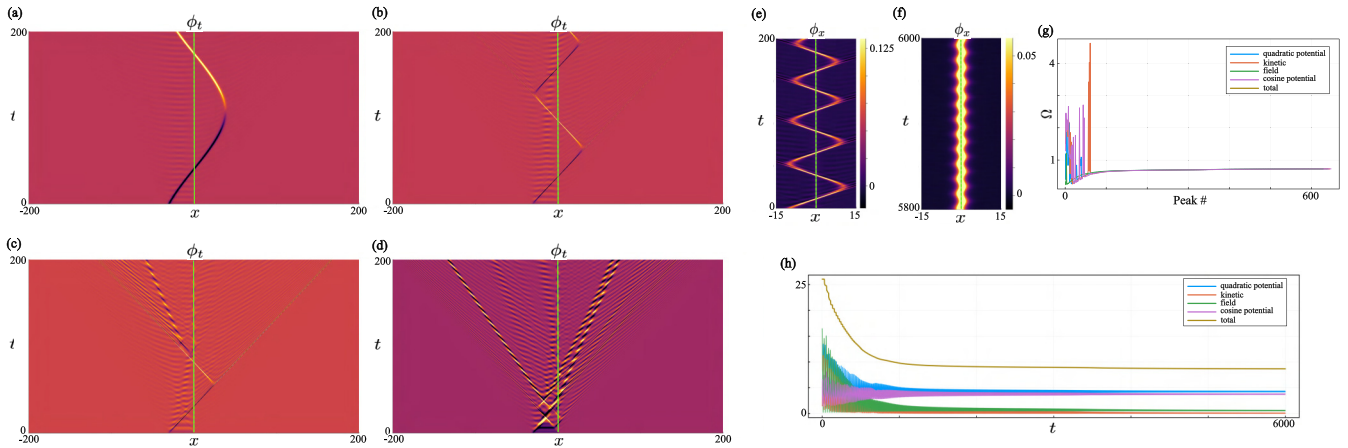 (a)
ϕt
200
t
0
-200
x
200
(b)
ϕt
200
t
0
-200
x
200
(c)
ϕt
200
t
0
-200
x
200
(d)
ϕt
200
t
0
-200
x
200
(e)
ϕx
200
t
0
-15
x
15
0.125
0
(f)
ϕx
6000
t
5800
-15
x
15
0.05
0
(g)
4
Ω
1
0
Peak #
600
quadratic potential
kinetic
field
cosine potential
total
(h)
25
0
0
t
6000
quadratic potential
kinetic
field
cosine potential
total